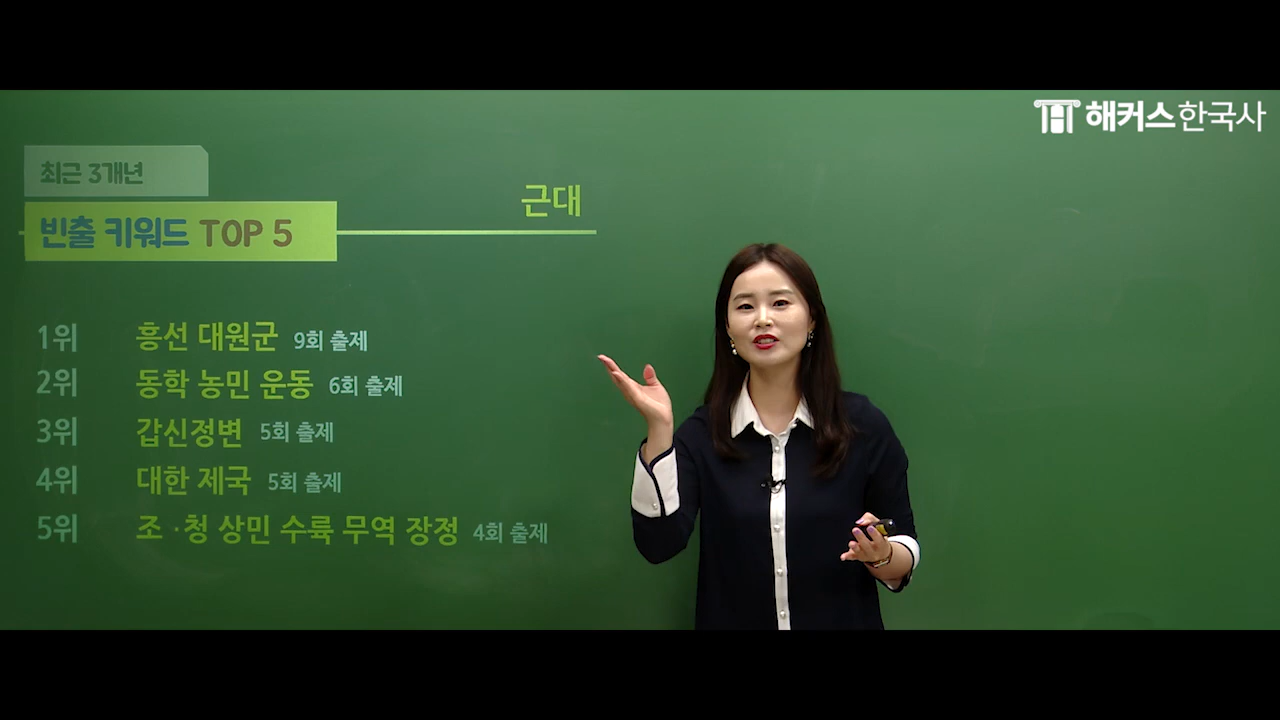 해커스한국사
최근 3개년
빈출 키워드 TOP 5
근대
1위 흥선 대원군 9회 출제
2위 동학 농민 운동 6회 출제
3위 갑신정변 5회 출제
4위 대한 제국 5회 출제
5위 조·청 상민 수륙 무역 장정 4회 출제